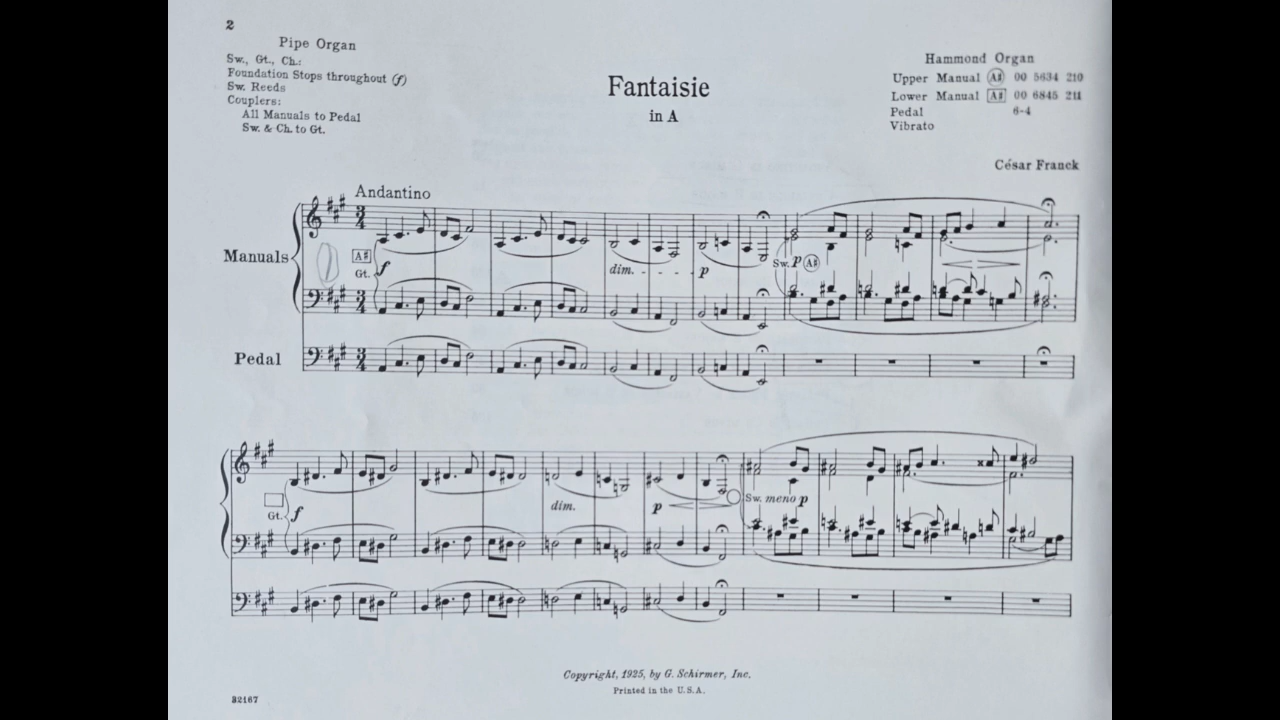 2
Pipe Organ
Sw., Gt., Ch.:
Foundation Stops throughout (f)
Sw. Reeds
Couplers:
All Manuals to Pedal
Sw. & Ch. to Gt.
Fantaisie
in A
Hammond Organ
Upper Manual A# 00 5634 210
Lower Manual A# 00 6845 211
Pedal 6-4
Vibrato
César Franck
Andantino
Manuals
A#
Gt. f
dim. - - - - p
Sw. p A#
Pedal
Gt. f
dim. p
Sw. meno p
Copyright, 1925, by G. Schirmer, Inc.
Printed in the U. S. A.
32167